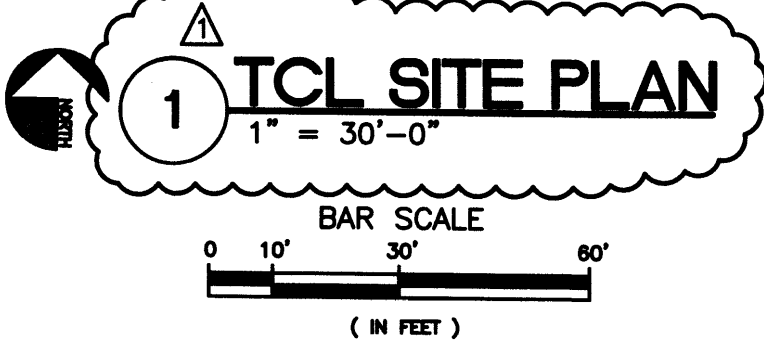 1
NORTH
1
TCL SITE PLAN
1" = 30'-0"
BAR SCALE
0 10' 30' 60'
( IN FEET )